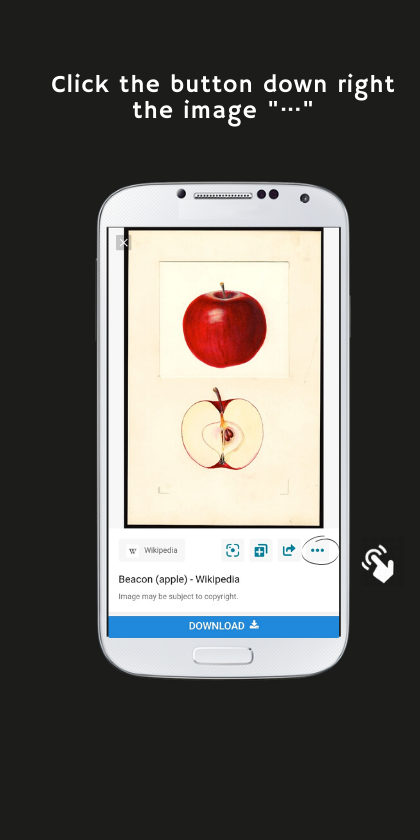 Click the button down right
the image "..."
W Wikipedia
Beacon (apple) - Wikipedia
Image may be subject to copyright.
DOWNLOAD